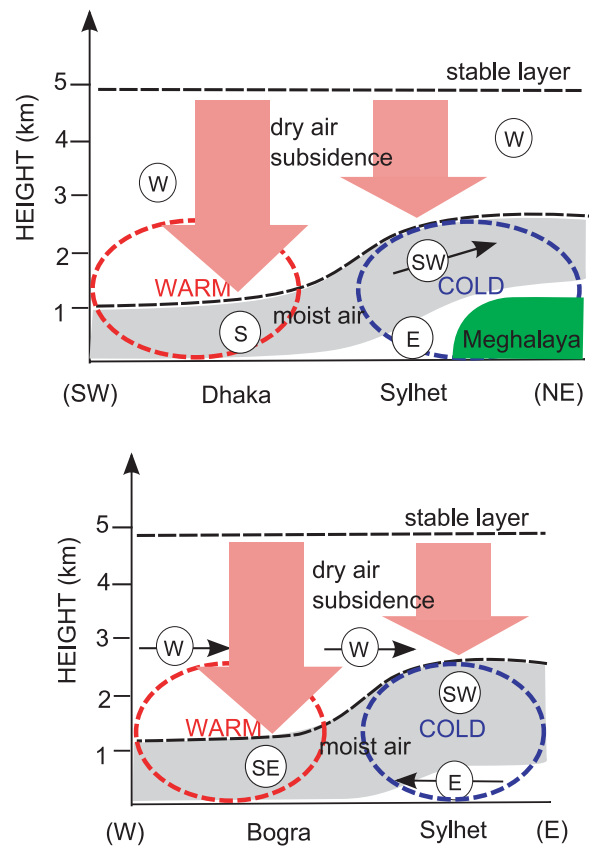 stable layer
5
dry air
subsidence
W
4
W
3
HEIGHT (km)
2
SW
WARM
COLD
1
moist air
S
E
Meghalaya
(SW) Dhaka Sylhet (NE)
stable layer
5
dry air
subsidence
4
HEIGHT (km)
3
W
W
2
SW
WARM
COLD
moist air
1
SE
E
(W) Bogra Sylhet (E)